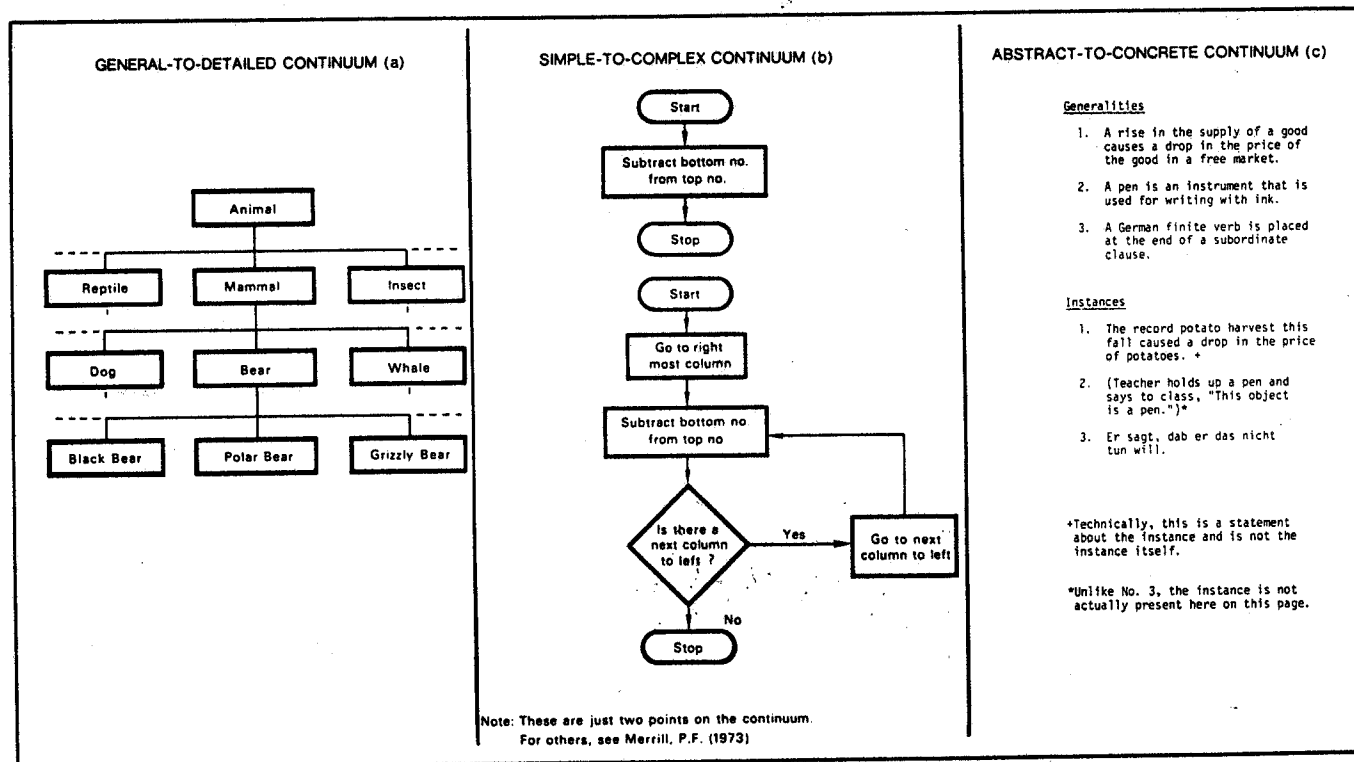 GENERAL-TO-DETAILED CONTINUUM (a)
Animal
Reptile
Mammal
Insect
Dog
Bear
Whale
Black Bear
Polar Bear
Grizzly Bear
SIMPLE-TO-COMPLEX CONTINUUM (b)
Start
Subtract bottom no.
from top no.
Stop
Start
Go to right
most column
Subtract bottom no.
from top no
Is there a
next column
to left ?
Yes
Go to next
column to left
No
Stop
Note: These are just two points on the continuum.
For others, see Merrill, P.F. (1973)
ABSTRACT-TO-CONCRETE CONTINUUM (c)
Generalities
1. A rise in the supply of a good
causes a drop in the price of
the good in a free market.
2. A pen is an instrument that is
used for writing with ink.
3. A German finite verb is placed
at the end of a subordinate
clause.
Instances
1. The record potato harvest this
fall caused a drop in the price
of potatoes. +
2. (Teacher holds up a pen and
says to class, "This object
is a pen.")*
3. Er sagt, dab er das nicht
tun will.
+Technically, this is a statement
about the instance and is not the
instance itself.
*Unlike No. 3, the instance is not
actually present here on this page.